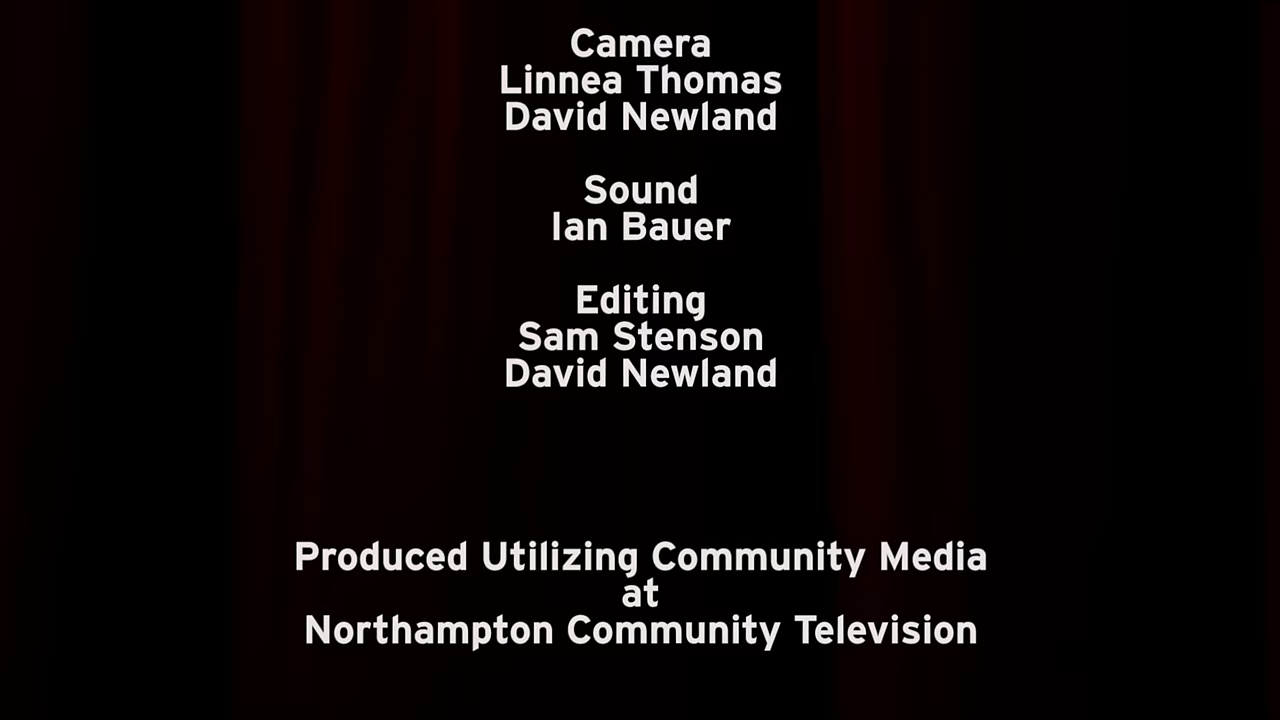 Camera
Linnea Thomas
David Newland
Sound
Ian Bauer
Editing
Sam Stenson
David Newland
Produced Utilizing Community Media
at
Northampton Community Television